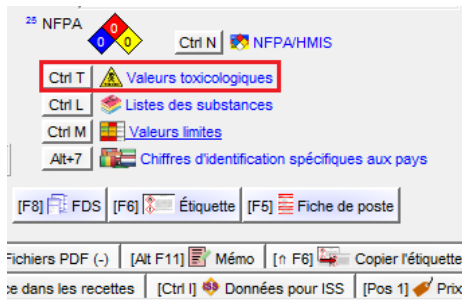 25 NFPA 0 0 0
Ctrl N NFPA/HMIS
Ctrl T Valeurs toxicologiques
Ctrl L Listes des substances
Ctrl M Valeurs limites
Alt+7 Chiffres d'identification spécifiques aux pays
[F8] FDS [F6] Étiquette [F5] Fiche de poste
Fichiers PDF (-) [Alt F11] Mémo [⇑ F6] Copier l'étiquette
ce dans les recettes [Ctrl I] ISS Données pour ISS [Pos 1] Prix